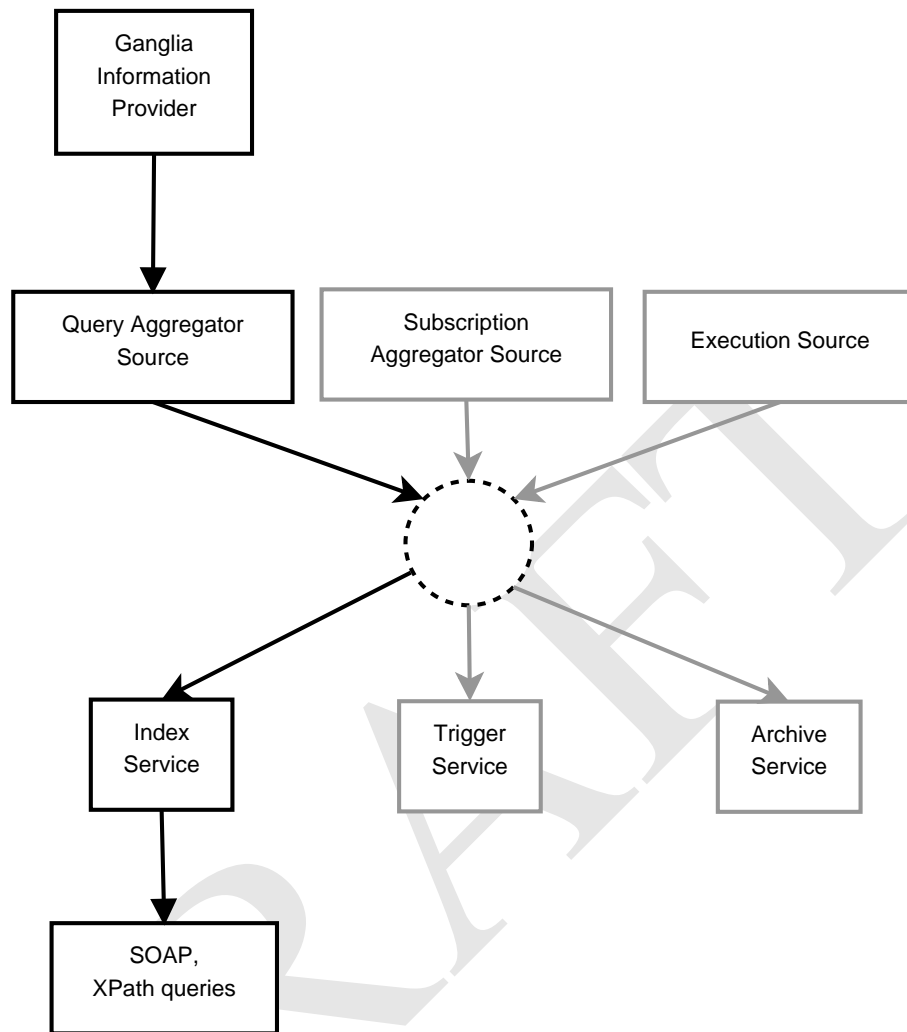 Ganglia
Information
Provider
Query Aggregator
Source
Subscription
Aggregator Source
Execution Source
Index
Service
Trigger
Service
Archive
Service
SOAP,
XPath queries
RAFT